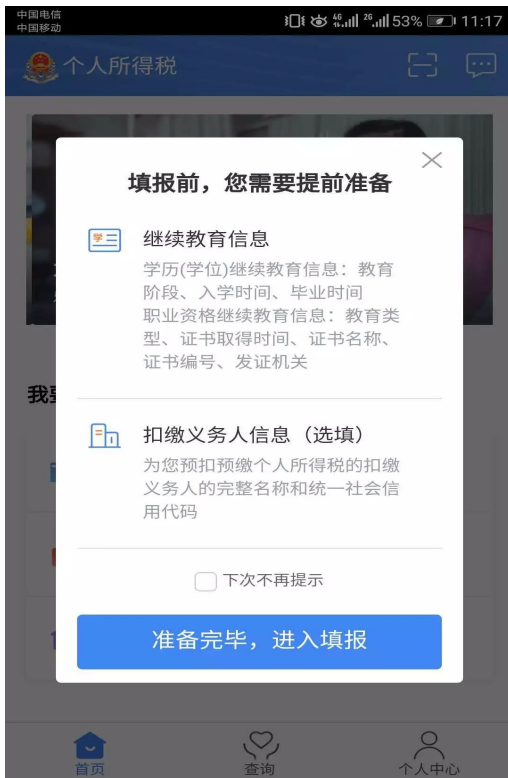 中国电信
中国移动
4G 2G 53% 11:17
个人所得税
填报前，您需要提前准备
继续教育信息
学历(学位)继续教育信息：教育
阶段、入学时间、毕业时间
职业资格继续教育信息：教育类
型、证书取得时间、证书名称、
证书编号、发证机关
我要
扣缴义务人信息（选填）
为您预扣预缴个人所得税的扣缴
义务人的完整名称和统一社会信
用代码
下次不再提示
准备完毕，进入填报
首页
查询
个人中心